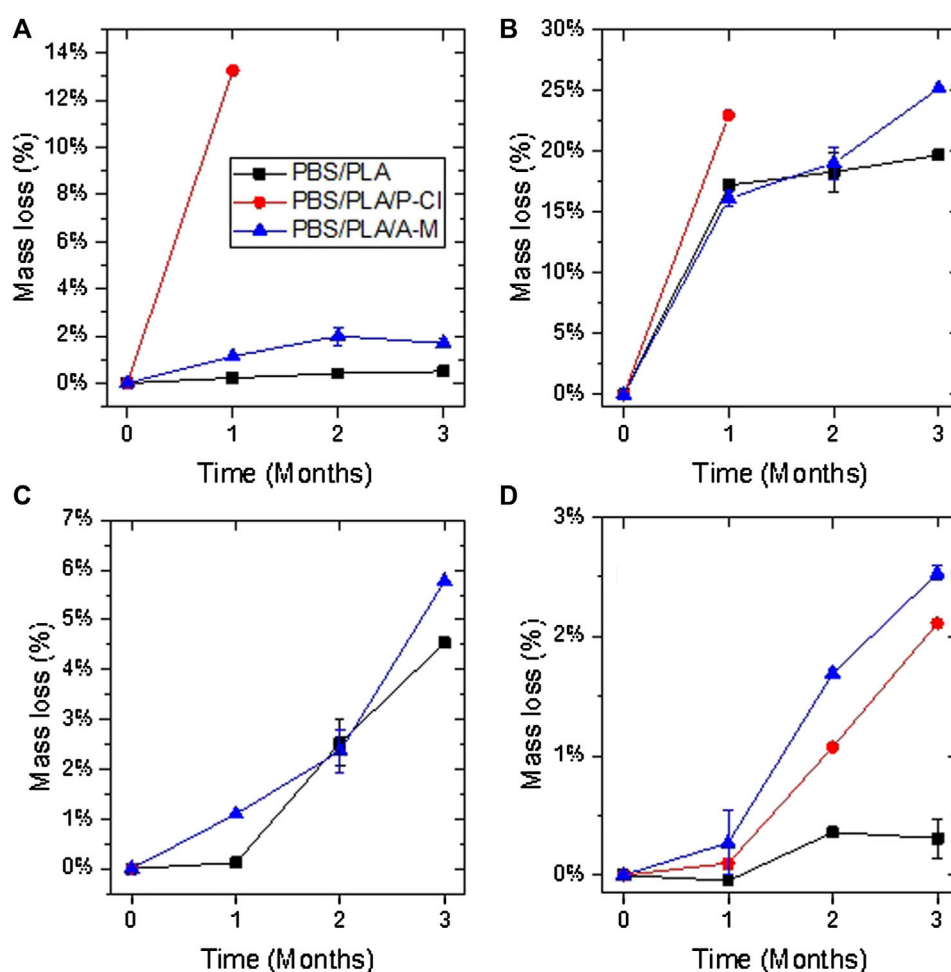 A
14%
12%
10%
8%
6%
4%
2%
0%
Mass loss (%)
0 1 2 3
Time (Months)
PBS/PLA
PBS/PLA/P-Cl
PBS/PLA/A-M
B
30%
25%
20%
15%
10%
5%
0%
Mass loss (%)
0 1 2 3
Time (Months)
C
7%
6%
5%
4%
3%
2%
1%
0%
Mass loss (%)
0 1 2 3
Time (Months)
D
3%
2%
1%
0%
Mass loss (%)
0 1 2 3
Time (Months)